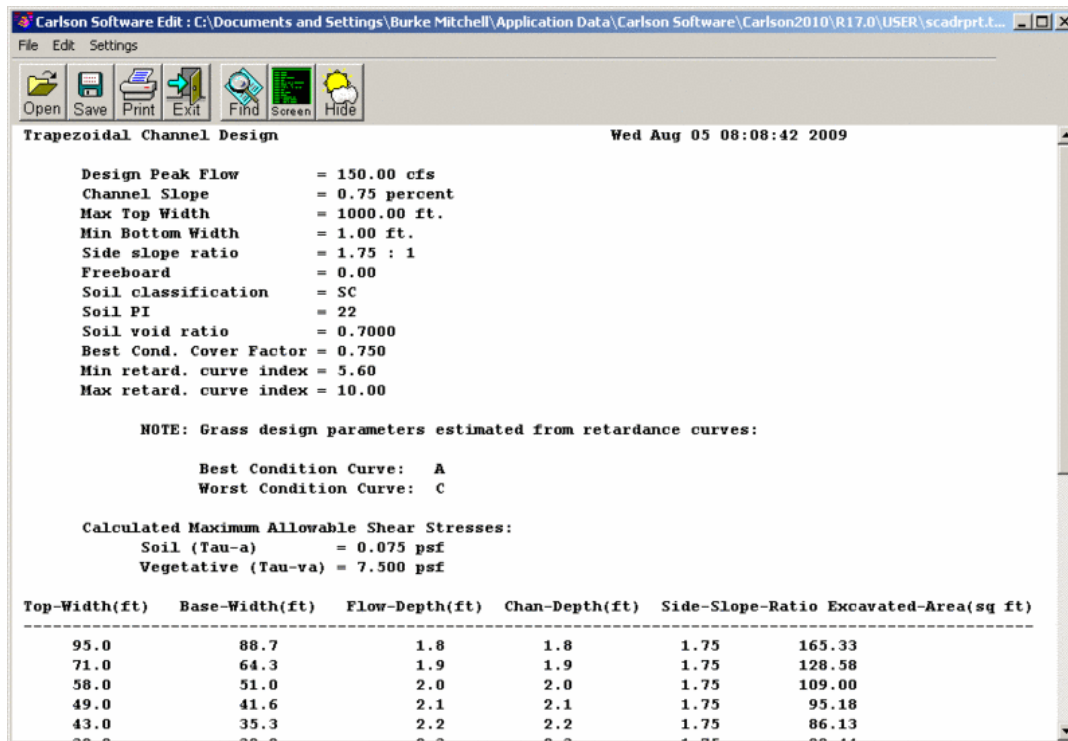 Carlson Software Edit : C:\Documents and Settings\Burke Mitchell\Application Data\Carlson Software\Carlson2010\R17.0\USER\scadrprt.t...
File Edit Settings
Open Save Print Exit Find Screen Hide
Trapezoidal Channel Design Wed Aug 05 08:08:42 2009
Design Peak Flow = 150.00 cfs
Channel Slope = 0.75 percent
Max Top Width = 1000.00 ft.
Min Bottom Width = 1.00 ft.
Side slope ratio = 1.75 : 1
Freeboard = 0.00
Soil classification = SC
Soil PI = 22
Soil void ratio = 0.7000
Best Cond. Cover Factor = 0.750
Min retard. curve index = 5.60
Max retard. curve index = 10.00
NOTE: Grass design parameters estimated from retardance curves:
Best Condition Curve: A
Worst Condition Curve: C
Calculated Maximum Allowable Shear Stresses:
Soil (Tau-a) = 0.075 psf
Vegetative (Tau-va) = 7.500 psf
Top-Width(ft) Base-Width(ft) Flow-Depth(ft) Chan-Depth(ft) Side-Slope-Ratio Excavated-Area(sq ft)
95.0 88.7 1.8 1.8 1.75 165.33
71.0 64.3 1.9 1.9 1.75 128.58
58.0 51.0 2.0 2.0 1.75 109.00
49.0 41.6 2.1 2.1 1.75 95.18
43.0 35.3 2.2 2.2 1.75 86.13